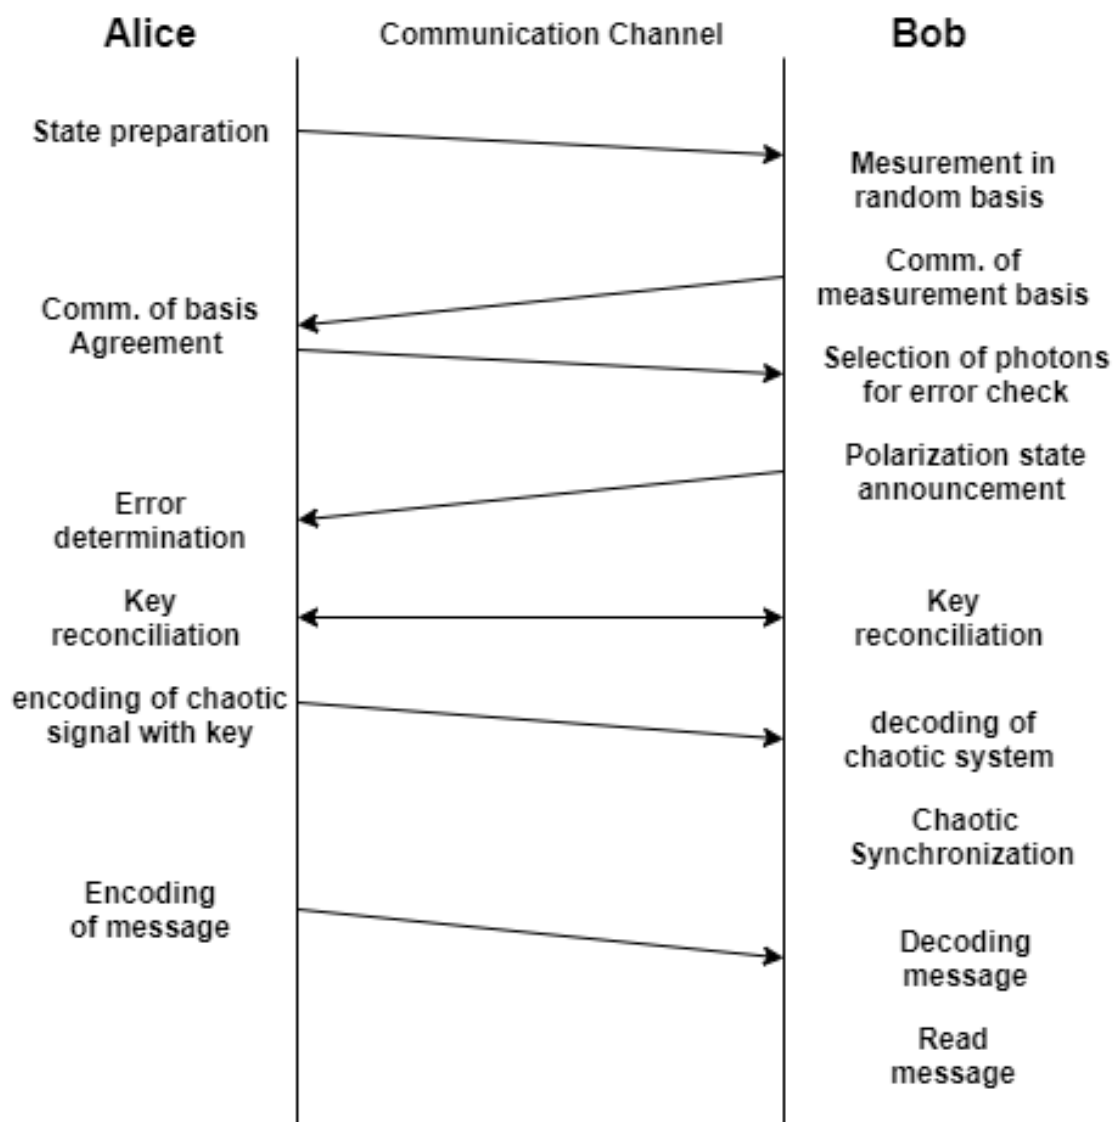 Alice
Communication Channel
Bob
State preparation
Mesurement in
random basis
Comm. of
measurement basis
Comm. of basis
Agreement
Selection of photons
for error check
Polarization state
announcement
Error
determination
Key
reconciliation
Key
reconciliation
encoding of chaotic
signal with key
decoding of
chaotic system
Chaotic
Synchronization
Encoding
of message
Decoding
message
Read
message